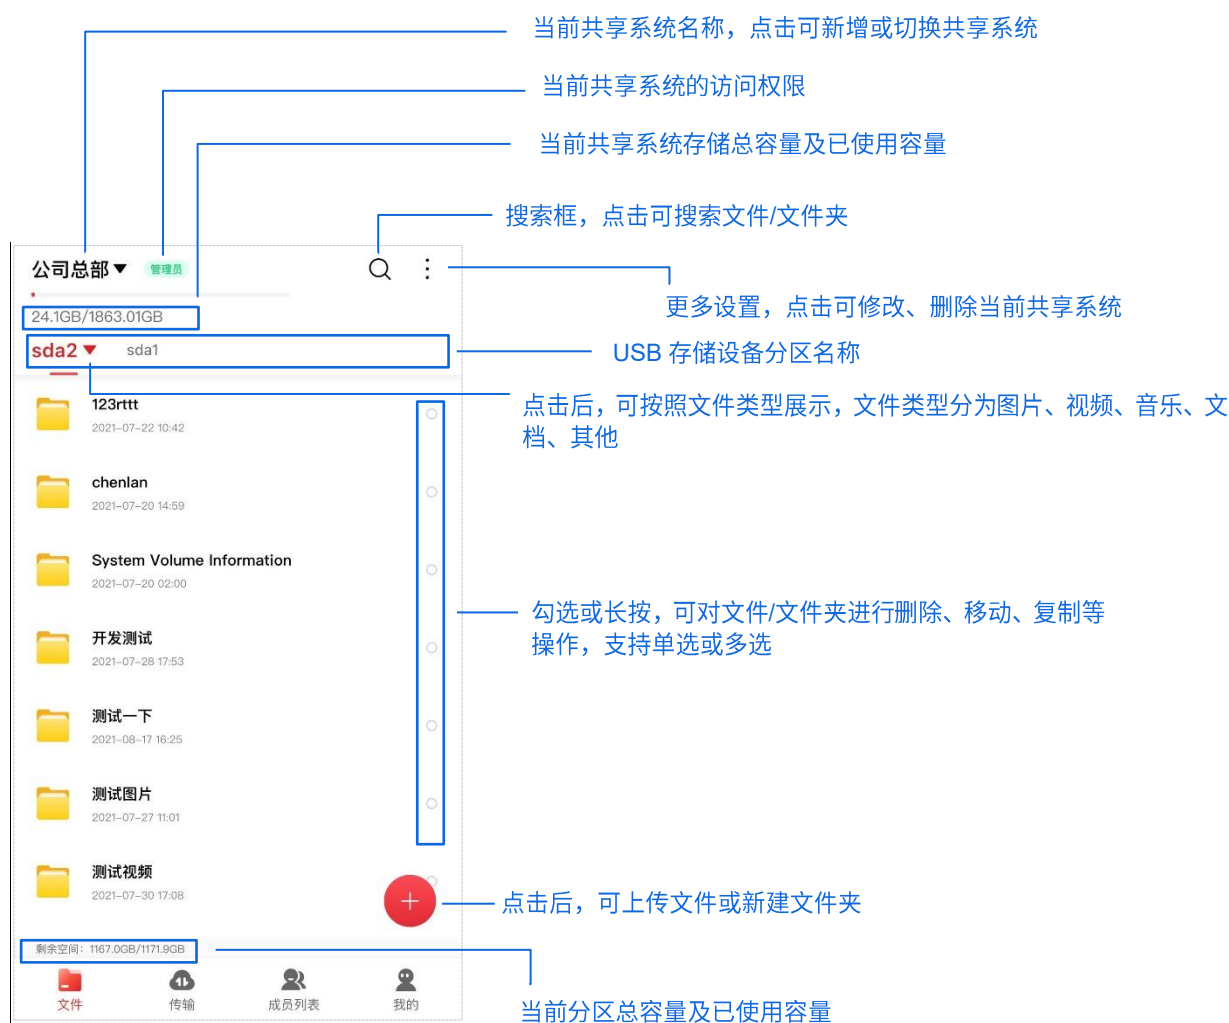 当前共享系统名称，点击可新增或切换共享系统
当前共享系统的访问权限
当前共享系统存储总容量及已使用容量
搜索框，点击可搜索文件/文件夹
公司总部 管理员
更多设置，点击可修改、删除当前共享系统
24.1GB/1863.01GB
sda2 sda1
USB 存储设备分区名称
点击后，可按照文件类型展示，文件类型分为图片、视频、音乐、文
档、其他
123rttt
2021-07-22 10:42
chenlan
2021-07-20 14:59
System Volume Information
2021-07-20 02:00
勾选或长按，可对文件/文件夹进行删除、移动、复制等
操作，支持单选或多选
开发测试
2021-07-28 17:53
测试一下
2021-08-17 16:25
测试图片
2021-07-27 11:01
测试视频
2021-07-30 17:08
点击后，可上传文件或新建文件夹
剩余空间：1167.0GB/1171.9GB
文件 传输 成员列表 我的
当前分区总容量及已使用容量